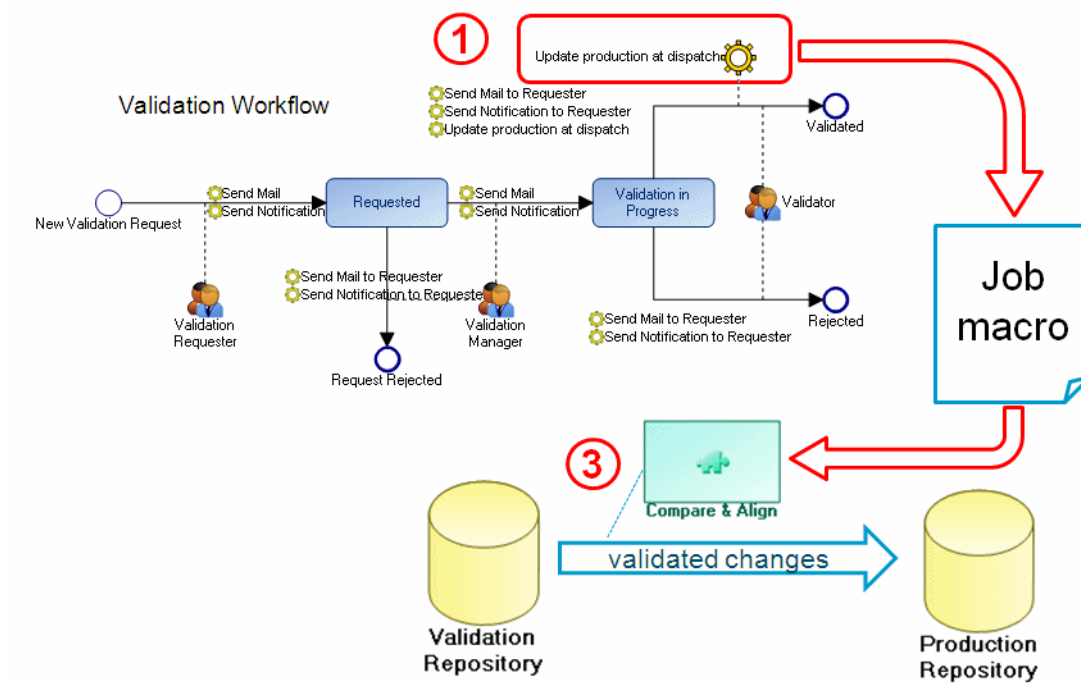 1
Update production at dispatch
Send Mail to Requester
Send Notification to Requester
Update production at dispatch
Validation Workflow
Validated
Send Mail
Send Notification
Requested
Send Mail
Send Notification
Validation in
Progress
Validator
New Validation Request
Send Mail to Requester
Send Notification to Requeste
Validation
Requester
Validation
Manager
Request Rejected
Send Mail to Requester
Send Notification to Requester
Rejected
Job
macro
3
Compare & Align
validated changes
Validation
Repository
Production
Repository